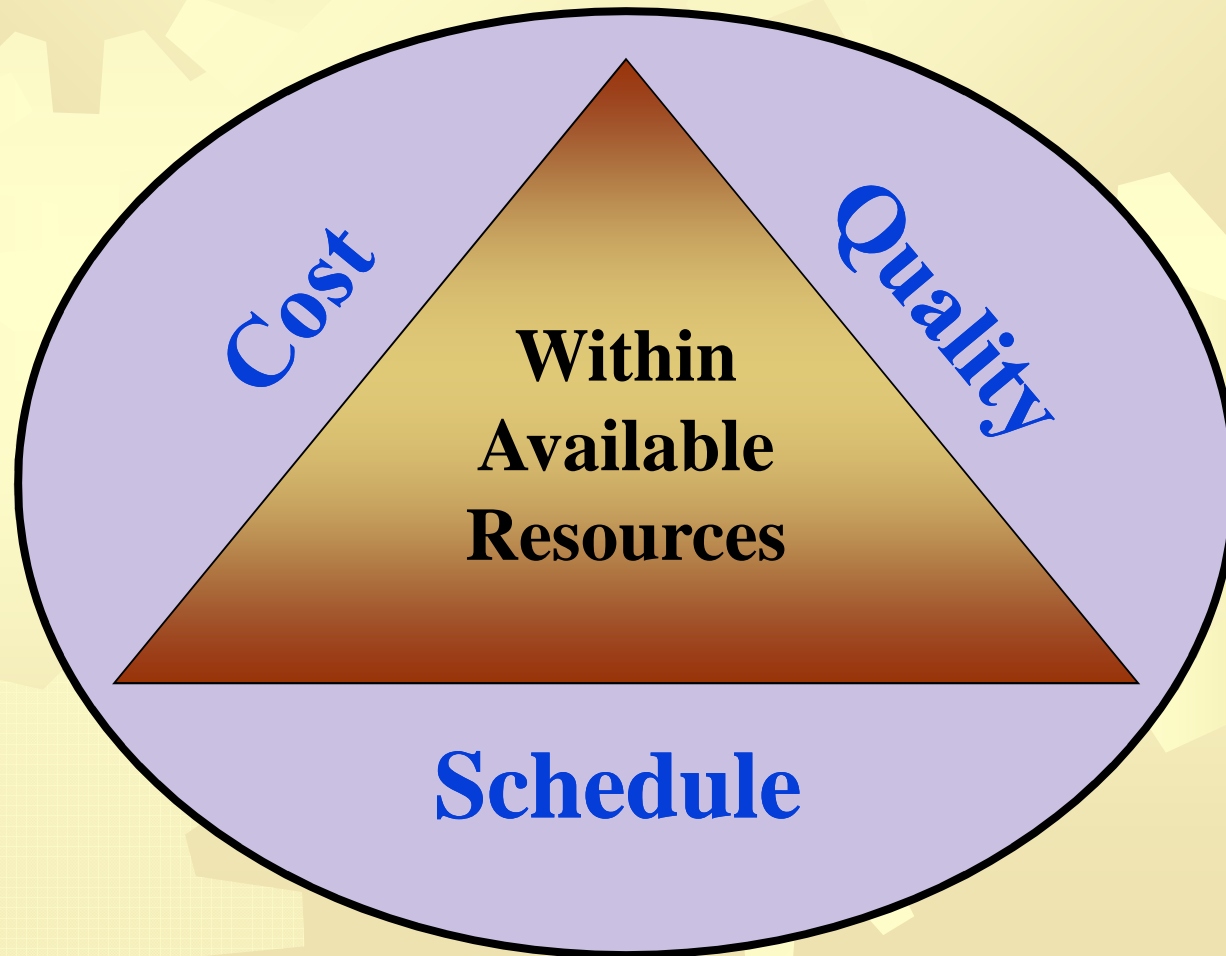 Cost
Quality
Within
Available
Resources
Schedule